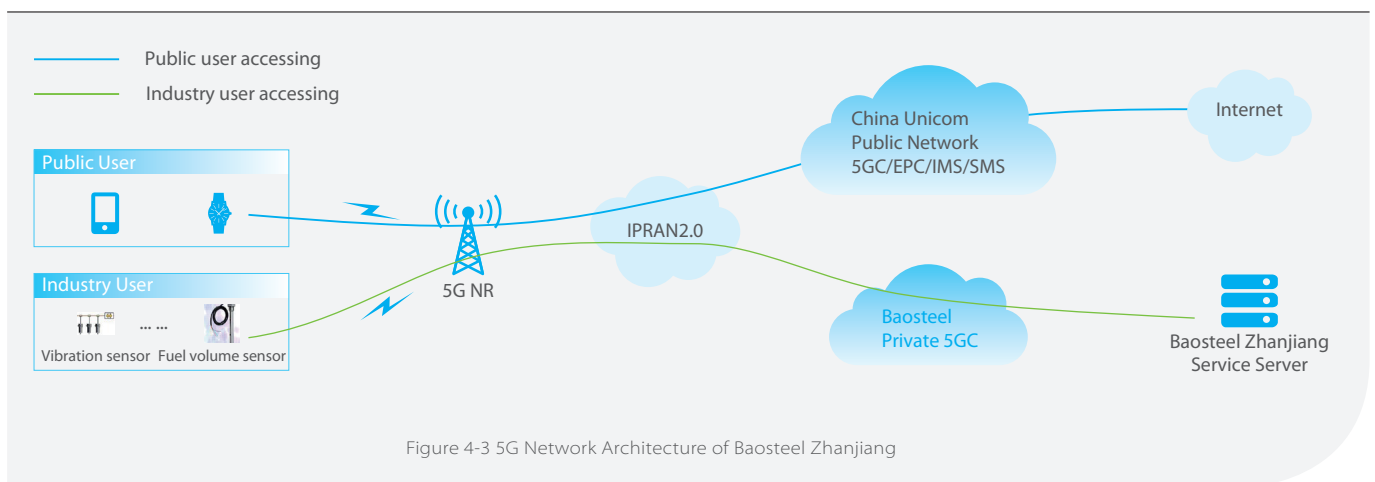 Public user accessing
Industry user accessing
Public User
Industry User
Vibration sensor
... ...
Fuel volume sensor
5G NR
IPRAN2.0
China Unicom
Public Network
5GC/EPC/IMS/SMS
Internet
Baosteel
Private 5GC
Baosteel Zhanjiang
Service Server
Figure 4-3 5G Network Architecture of Baosteel Zhanjiang